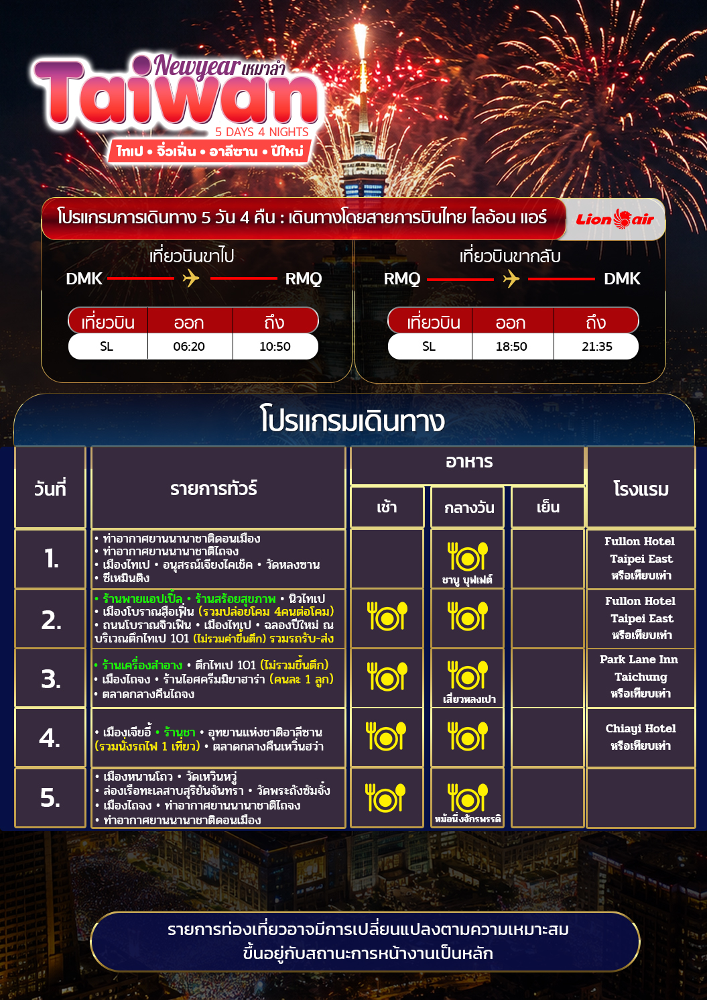 Newyear เหมาลำ
Taiwan
5 DAYS 4 NIGHTS
ไทเป • จิ่วเฟิ่น • อาลีซาน • ปีใหม่
โปรแกรมการเดินทาง 5 วัน 4 คืน : เดินทางโดยสายการบินไทย ไลอ้อน แอร์
Lion air
เที่ยวบินขาไป
DMK RMQ
เที่ยวบิน ออก ถึง
SL 06:20 10:50
เที่ยวบินขากลับ
RMQ DMK
เที่ยวบิน ออก ถึง
SL 18:50 21:35
โปรแกรมเดินทาง
วันที่ รายการทัวร์ อาหาร โรงแรม
เช้า กลางวัน เย็น
1.
• ท่าอากาศยานนานาชาติดอนเมือง
• ท่าอากาศยานนานาชาติไถจง
• เมืองไทเป • อนุสรณ์เจียงไคเช็ค • วัดหลงซาน
• ซีเหมินติง
ชาบู บุฟเฟต์
Fullon Hotel
Taipei East
หรือเทียบเท่า
2.
• ร้านพายแอปเปิ้ล • ร้านสร้อยสุขภาพ • นิวไทเป
• เมืองโบราณสือเฟิ่น (รวมปล่อยโคม 4คนต่อโคม)
• ถนนโบราณจิ่วเฟิ่น • เมืองไทเป • ฉลองปีใหม่ ณ
บริเวณตึกไทเป 101 (ไม่รวมค่าขึ้นตึก) รวมรถรับ-ส่ง
Fullon Hotel
Taipei East
หรือเทียบเท่า
3.
• ร้านเครื่องสำอาง • ตึกไทเป 101 (ไม่รวมขึ้นตึก)
• เมืองไถจง • ร้านไอศครีมมิยาฮาร่า (คนละ 1 ลูก)
• ตลาดกลางคืนไถจง
เสี่ยวหลงเปา
Park Lane Inn
Taichung
หรือเทียบเท่า
4.
• เมืองเจียอี้ • ร้านชา • อุทยานแห่งชาติอาลีซาน
(รวมนั่งรถไฟ 1 เที่ยว) • ตลาดกลางคืนเหวิ่นฮว่า
Chiayi Hotel
หรือเทียบเท่า
5.
• เมืองหนานโถว • วัดเหวินหวู่
• ล่องเรือทะเลสาบสุริยันจันทรา • วัดพระถังซัมจั๋ง
• เมืองไถจง • ท่าอากาศยานนานาชาติไถจง
• ท่าอากาศยานนานาชาติดอนเมือง
หม้อนึ่งจักรพรรดิ
รายการท่องเที่ยวอาจมีการเปลี่ยนแปลงตามความเหมาะสม
ขึ้นอยู่กับสถานะการหน้างานเป็นหลัก